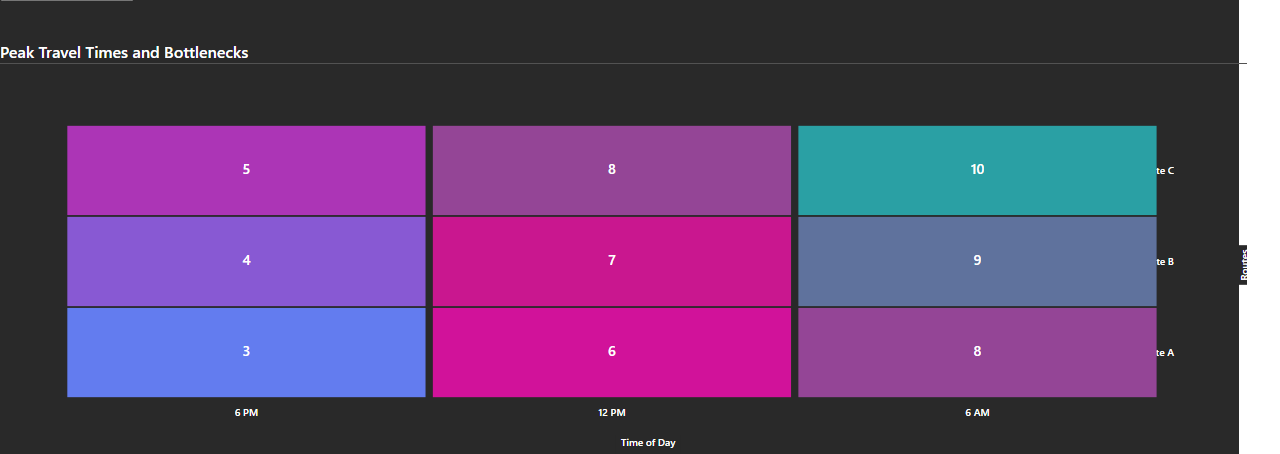 Peak Travel Times and Bottlenecks
5 8 10 te C
4 7 9 te B
Routes
3 6 8 te A
6 PM 12 PM 6 AM
Time of Day